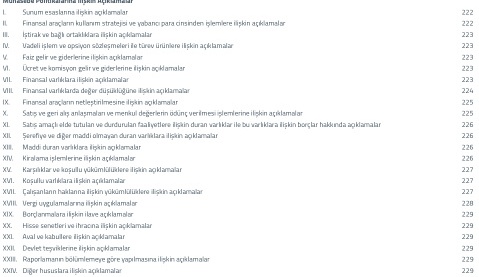 Muhasebe Politikalarına İlişkin Açıklamalar
I. Sunum esaslarına ilişkin açıklamalar 222
II. Finansal araçların kullanım stratejisi ve yabancı para cinsinden işlemlere ilişkin açıklamalar 222
III. İştirak ve bağlı ortaklıklara ilişkin açıklamalar 223
IV. Vadeli işlem ve opsiyon sözleşmeleri ile türev ürünlere ilişkin açıklamalar 223
V. Faiz gelir ve giderlerine ilişkin açıklamalar 223
VI. Ücret ve komisyon gelir ve giderlerine ilişkin açıklamalar 223
VII. Finansal varlıklara ilişkin açıklamalar 223
VIII. Finansal varlıklarda değer düşüklüğüne ilişkin açıklamalar 224
IX. Finansal araçların netleştirilmesine ilişkin açıklamalar 225
X. Satış ve geri alış anlaşmaları ve menkul değerlerin ödünç verilmesi işlemlerine ilişkin açıklamalar 225
XI. Satış amaçlı elde tutulan ve durdurulan faaliyetlere ilişkin duran varlıklar ile bu varlıklara ilişkin borçlar hakkında açıklamalar 226
XII. Şerefiye ve diğer maddi olmayan duran varlıklara ilişkin açıklamalar 226
XIII. Maddi duran varlıklara ilişkin açıklamalar 226
XIV. Kiralama işlemlerine ilişkin açıklamalar 226
XV. Karşılıklar ve koşullu yükümlülüklere ilişkin açıklamalar 227
XVI. Koşullu varlıklara ilişkin açıklamalar 227
XVII. Çalışanların haklarına ilişkin yükümlülüklere ilişkin açıklamalar 227
XVIII. Vergi uygulamalarına ilişkin açıklamalar 228
XIX. Borçlanmalara ilişkin ilave açıklamalar 229
XX. Hisse senetleri ve ihracına ilişkin açıklamalar 229
XXI. Aval ve kabullere ilişkin açıklamalar 229
XXII. Devlet teşviklerine ilişkin açıklamalar 229
XXIII. Raporlamanın bölümlemeye göre yapılmasına ilişkin açıklamalar 229
XXIV. Diğer hususlara ilişkin açıklamalar 229